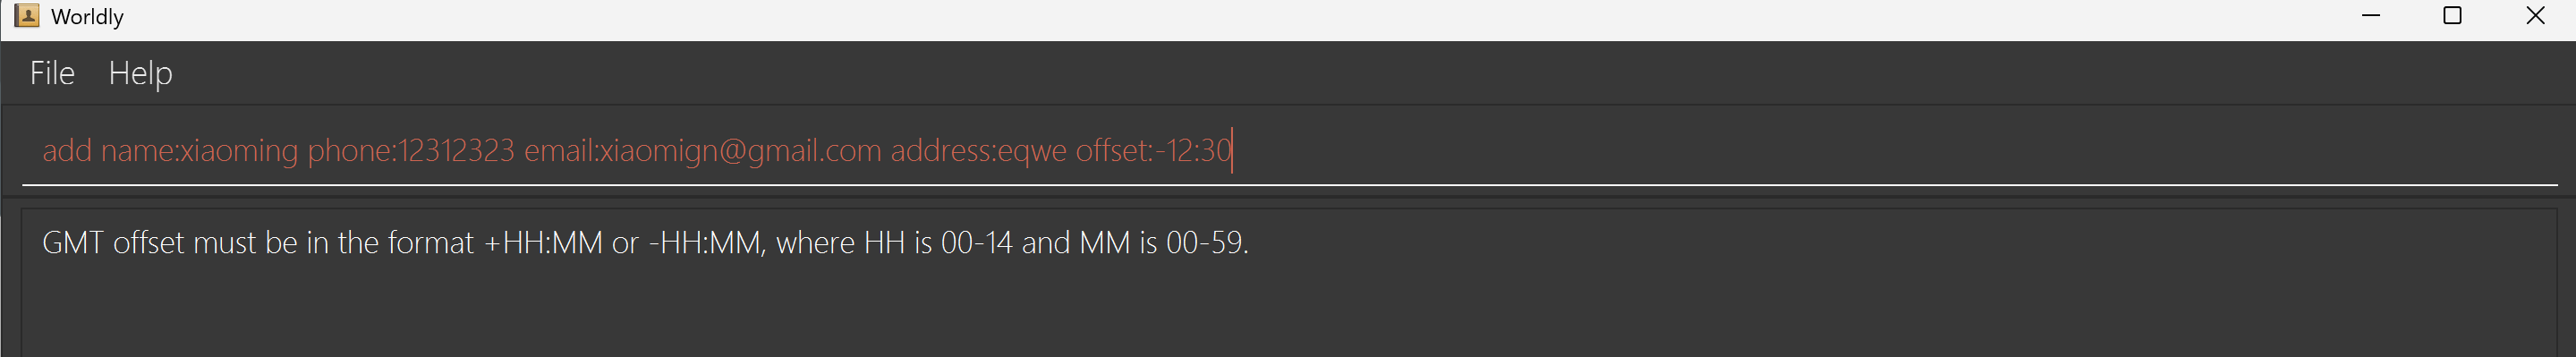 Worldly
File Help
add name:xiaoming phone:12312323 email:xiaomign@gmail.com address:eqwe offset:-12:30
GMT offset must be in the format +HH:MM or -HH:MM, where HH is 00-14 and MM is 00-59.